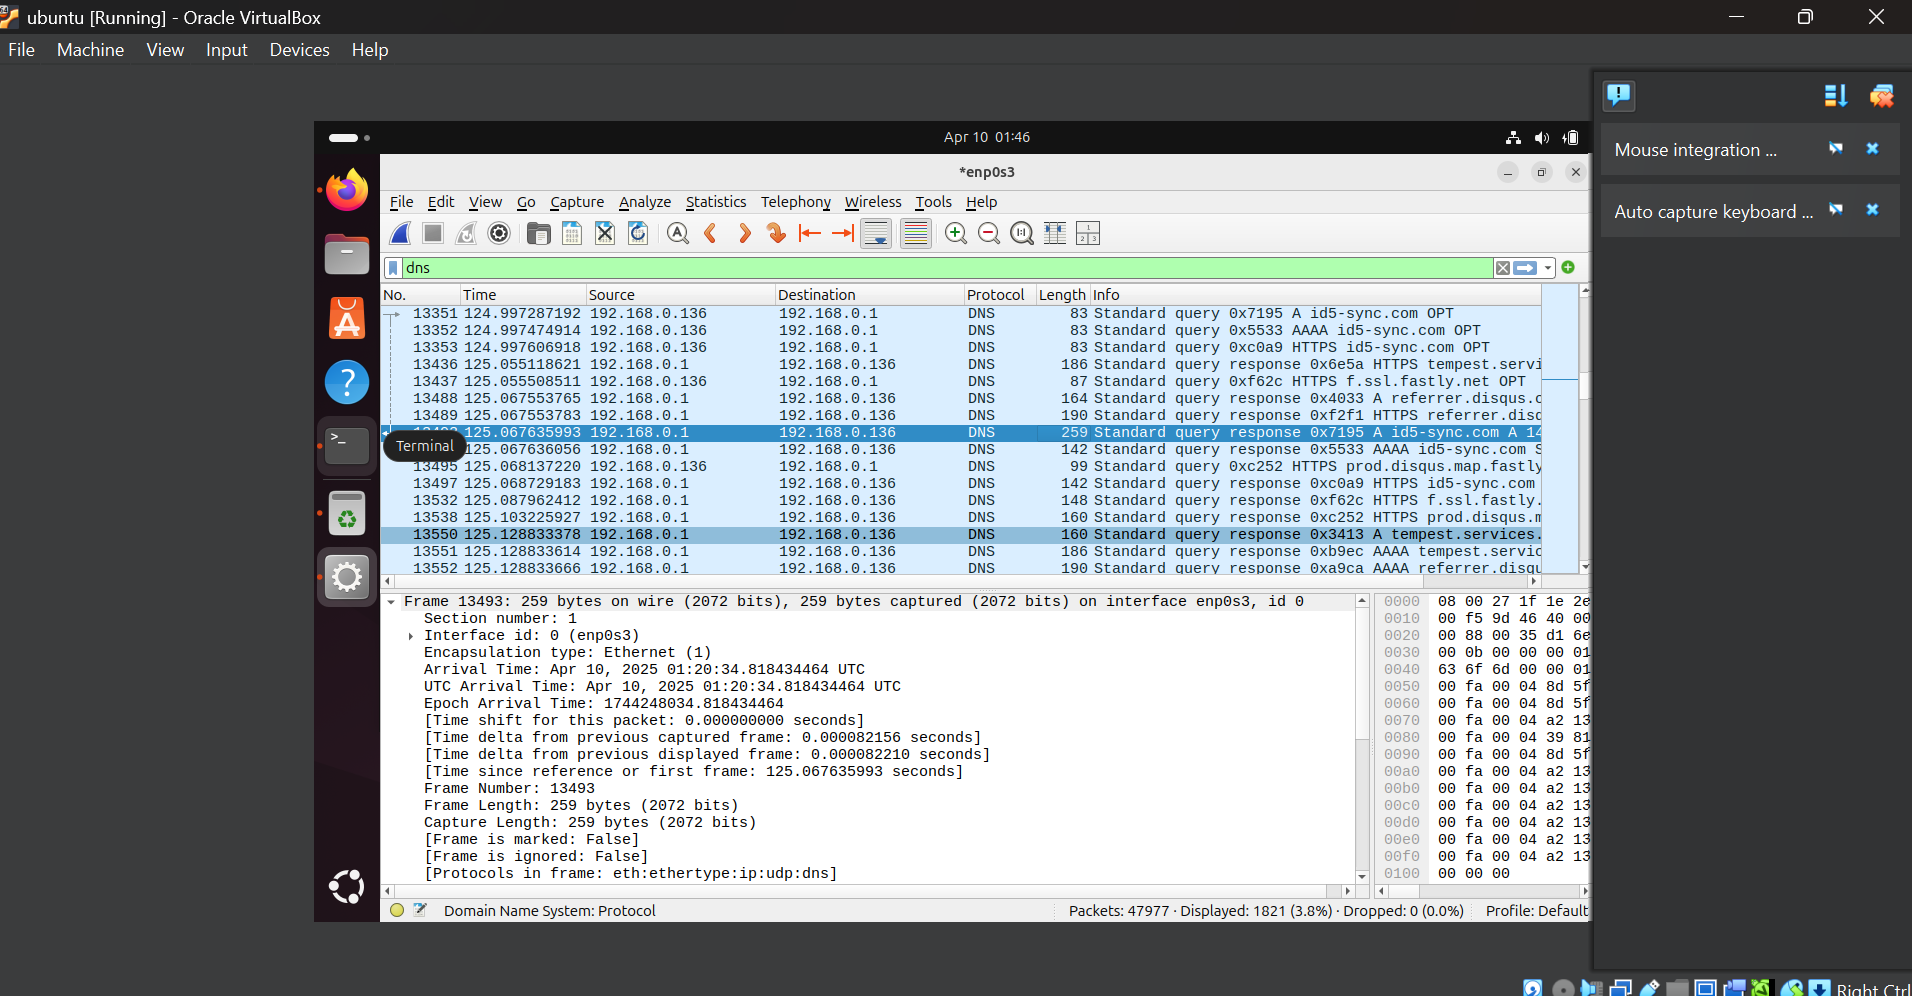 ubuntu [Running] - Oracle VirtualBox
File Machine View Input Devices Help
Mouse integration ...
Auto capture keyboard ...
Apr 10 01:46
*enp0s3
File Edit View Go Capture Analyze Statistics Telephony Wireless Tools Help
dns
No. Time Source Destination Protocol Length Info
13351 124.997287192 192.168.0.136 192.168.0.1 DNS 83 Standard query 0x7195 A id5-sync.com OPT
13352 124.997474914 192.168.0.136 192.168.0.1 DNS 83 Standard query 0x5533 AAAA id5-sync.com OPT
13353 124.997606918 192.168.0.136 192.168.0.1 DNS 83 Standard query 0xc0a9 HTTPS id5-sync.com OPT
13436 125.055118621 192.168.0.1 192.168.0.136 DNS 186 Standard query response 0x6e5a HTTPS tempest.servi
13437 125.055508511 192.168.0.136 192.168.0.1 DNS 87 Standard query 0xf62c HTTPS f.ssl.fastly.net OPT
13488 125.067553765 192.168.0.1 192.168.0.136 DNS 164 Standard query response 0x4033 A referrer.disqus.c
13489 125.067553783 192.168.0.1 192.168.0.136 DNS 190 Standard query response 0xf2f1 HTTPS referrer.disq
125.067635993 192.168.0.1 192.168.0.136 DNS 259 Standard query response 0x7195 A id5-sync.com A 14
Terminal
125.067636056 192.168.0.1 192.168.0.136 DNS 142 Standard query response 0x5533 AAAA id5-sync.com S
13495 125.068137220 192.168.0.136 192.168.0.1 DNS 99 Standard query 0xc252 HTTPS prod.disqus.map.fastly
13497 125.068729183 192.168.0.1 192.168.0.136 DNS 142 Standard query response 0xc0a9 HTTPS id5-sync.com
13532 125.087962412 192.168.0.1 192.168.0.136 DNS 148 Standard query response 0xf62c HTTPS f.ssl.fastly.
13538 125.103225927 192.168.0.1 192.168.0.136 DNS 160 Standard query response 0xc252 HTTPS prod.disqus.m
13550 125.128833378 192.168.0.1 192.168.0.136 DNS 160 Standard query response 0x3413 A tempest.services.
13551 125.128833614 192.168.0.1 192.168.0.136 DNS 186 Standard query response 0xb9ec AAAA tempest.servic
13552 125.128833666 192.168.0.1 192.168.0.136 DNS 190 Standard query response 0xa9ca AAAA referrer.disqu
Frame 13493: 259 bytes on wire (2072 bits), 259 bytes captured (2072 bits) on interface enp0s3, id 0
Section number: 1
Interface id: 0 (enp0s3)
Encapsulation type: Ethernet (1)
Arrival Time: Apr 10, 2025 01:20:34.818434464 UTC
UTC Arrival Time: Apr 10, 2025 01:20:34.818434464 UTC
Epoch Arrival Time: 1744248034.818434464
[Time shift for this packet: 0.000000000 seconds]
[Time delta from previous captured frame: 0.000082156 seconds]
[Time delta from previous displayed frame: 0.000082210 seconds]
[Time since reference or first frame: 125.067635993 seconds]
Frame Number: 13493
Frame Length: 259 bytes (2072 bits)
Capture Length: 259 bytes (2072 bits)
[Frame is marked: False]
[Frame is ignored: False]
[Protocols in frame: eth:ethertype:ip:udp:dns]
0000 08 00 27 1f 1e 2e
0010 00 f5 9d 46 40 00
0020 00 88 00 35 d1 6e
0030 00 0b 00 00 00 01
0040 63 6f 6d 00 00 01
0050 00 fa 00 04 8d 5f
0060 00 fa 00 04 8d 5f
0070 00 fa 00 04 a2 13
0080 00 fa 00 04 39 81
0090 00 fa 00 04 8d 5f
00a0 00 fa 00 04 a2 13
00b0 00 fa 00 04 a2 13
00c0 00 fa 00 04 a2 13
00d0 00 fa 00 04 a2 13
00e0 00 fa 00 04 a2 13
00f0 00 fa 00 04 a2 13
0100 00 00 00
Domain Name System: Protocol
Packets: 47977 · Displayed: 1821 (3.8%) · Dropped: 0 (0.0%)
Profile: Default
Right Ctrl